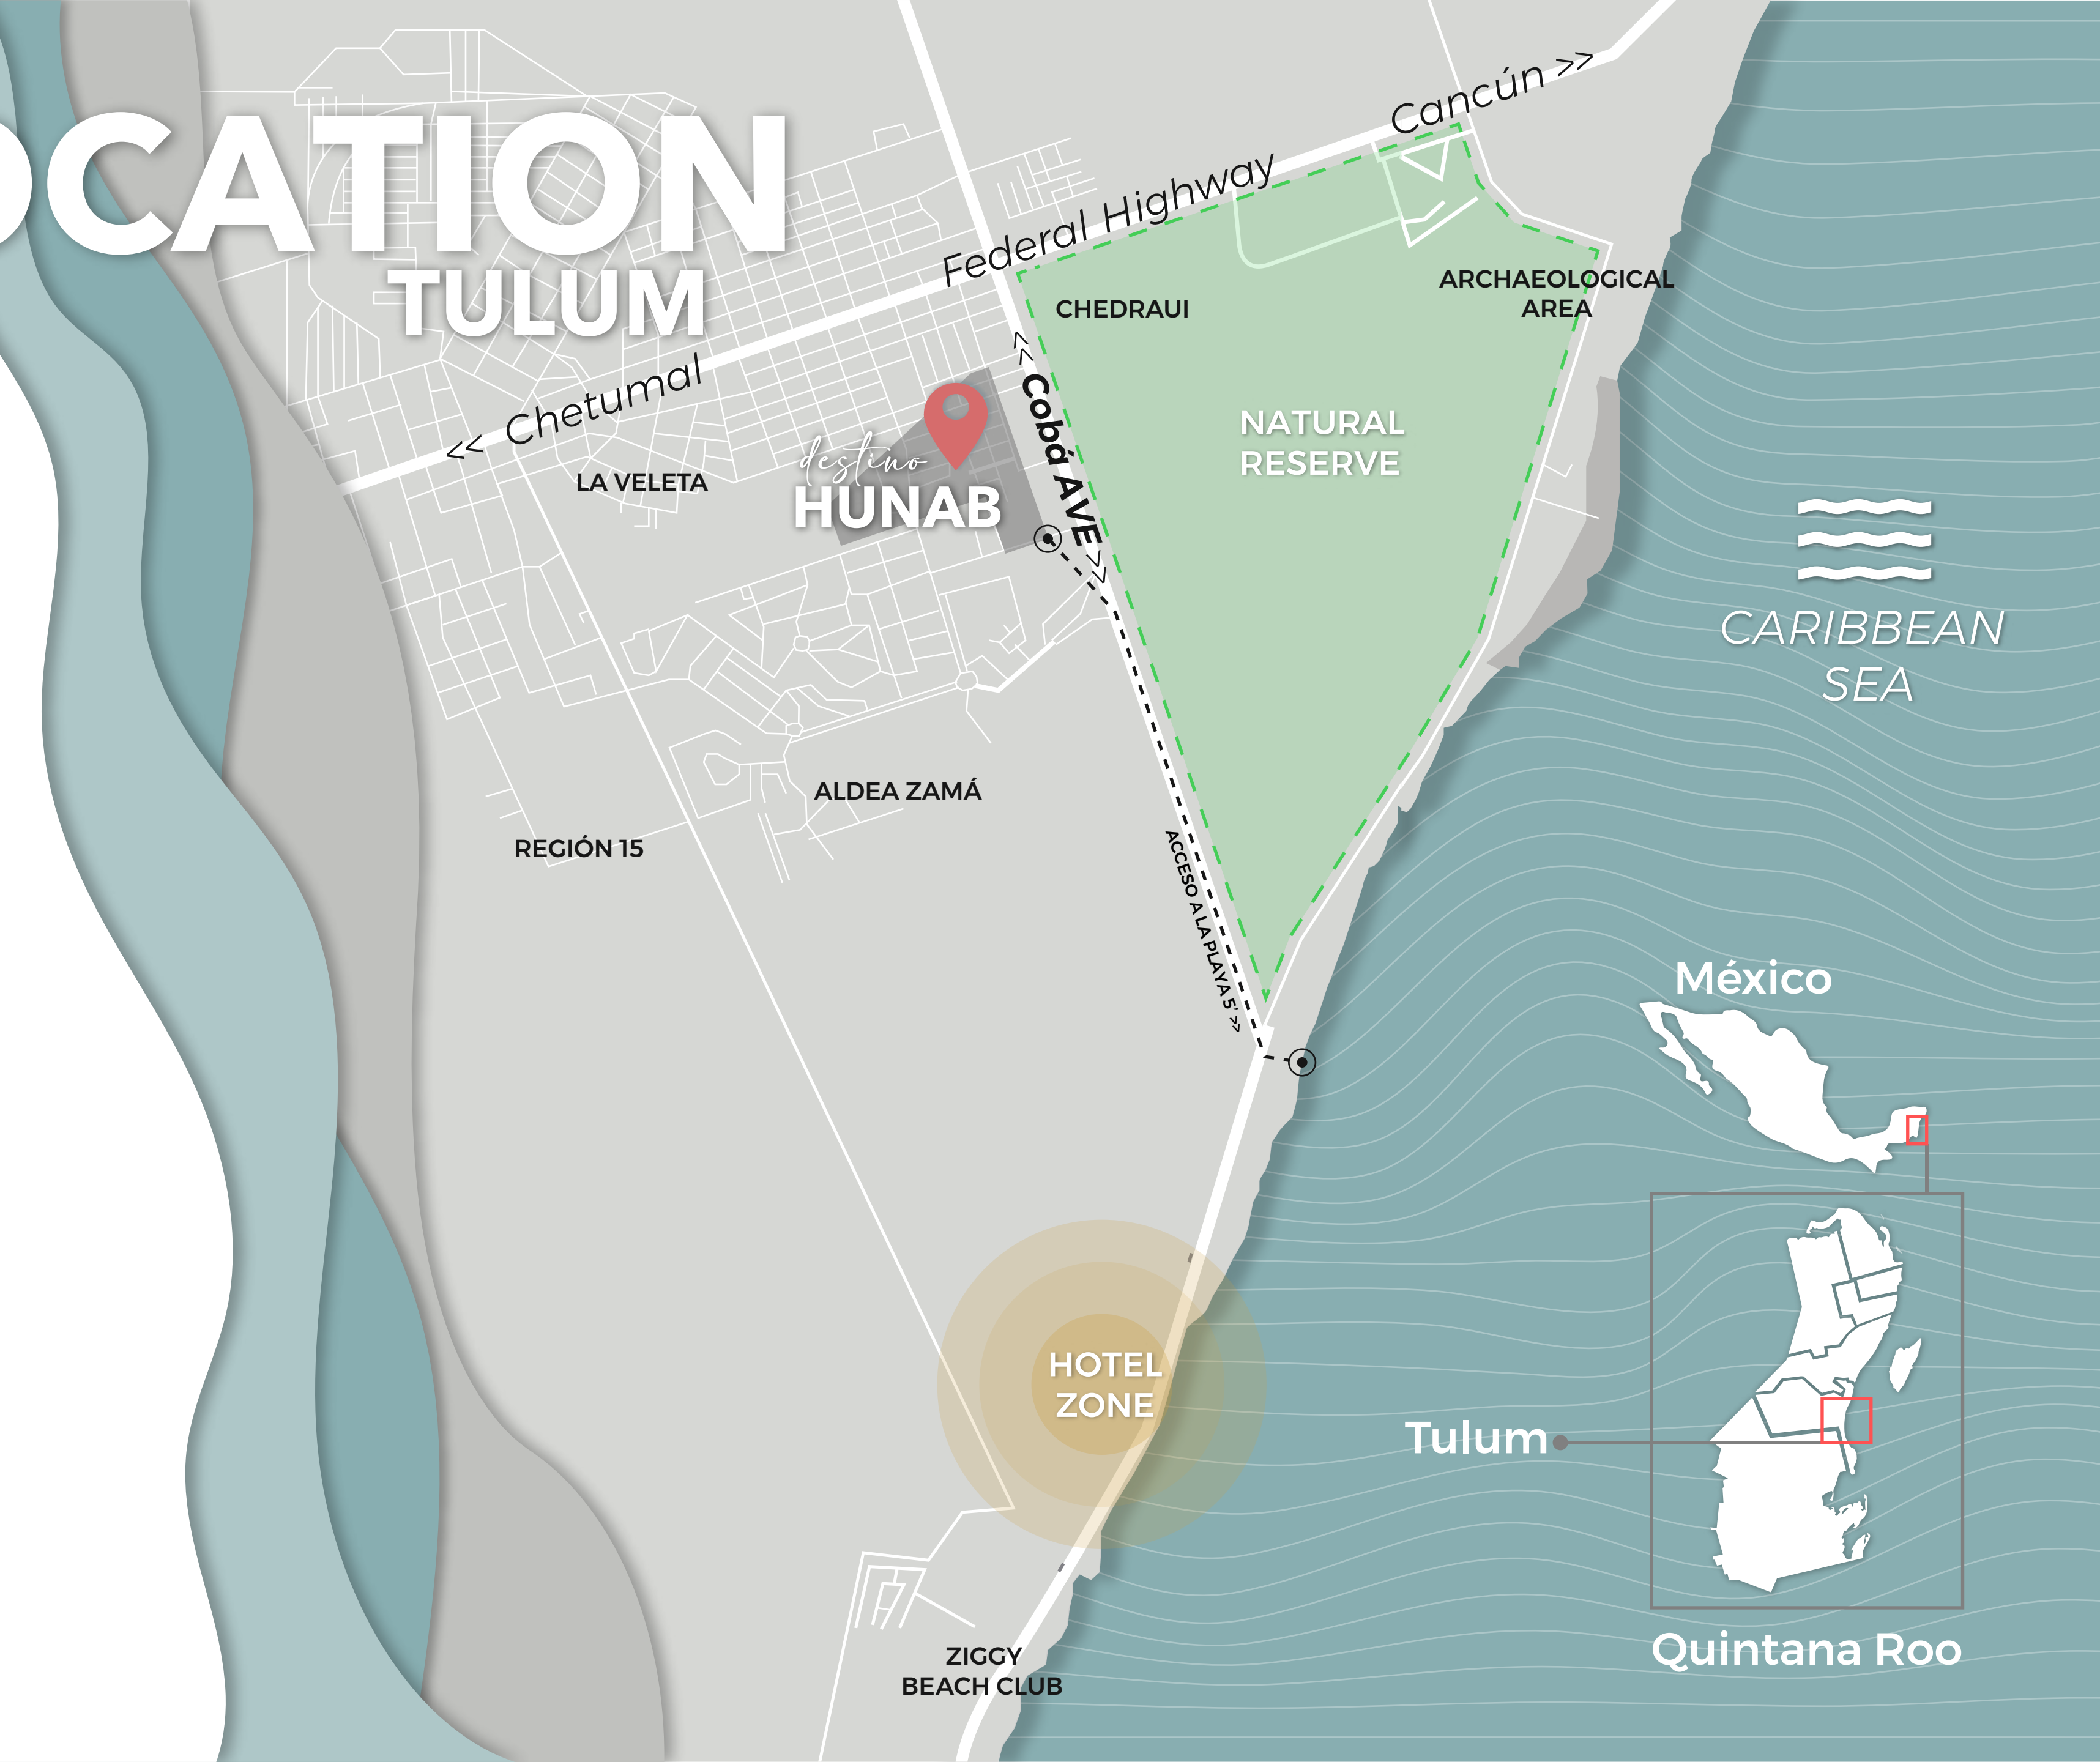 OCATION
TULUM
Cancún >>
Federal Highway
<< Chetumal
CHEDRAUI
ARCHAEOLOGICAL
AREA
<< Cobá AVE >>
NATURAL
RESERVE
LA VELETA
destino
HUNAB
CARIBBEAN
SEA
ALDEA ZAMÁ
REGIÓN 15
ACCESO A LA PLAYA 5' >>
México
HOTEL
ZONE
Tulum
Quintana Roo
ZIGGY
BEACH CLUB